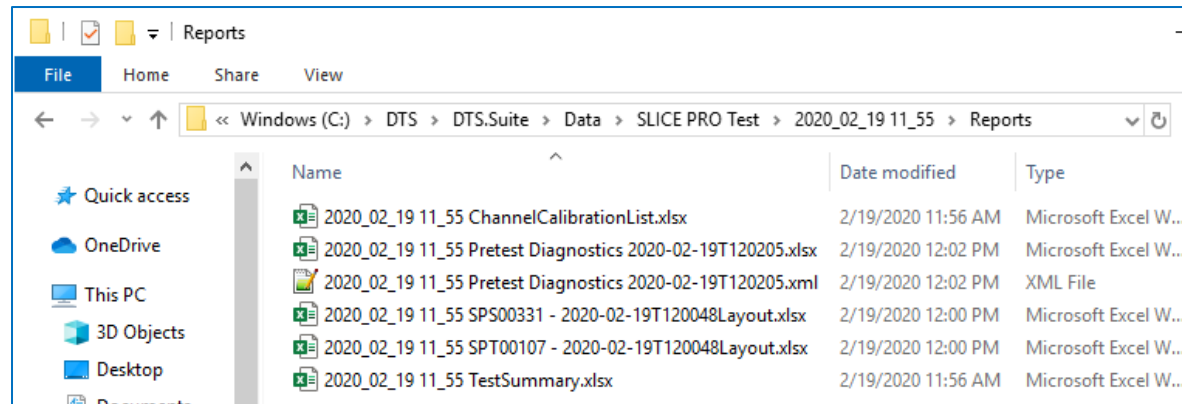 Reports
File Home Share View
« Windows (C:) > DTS > DTS.Suite > Data > SLICE PRO Test > 2020_02_19 11_55 > Reports
Name Date modified Type
Quick access
OneDrive
This PC
3D Objects
Desktop
2020_02_19 11_55 ChannelCalibrationList.xlsx 2/19/2020 11:56 AM Microsoft Excel W...
2020_02_19 11_55 Pretest Diagnostics 2020-02-19T120205.xlsx 2/19/2020 12:02 PM Microsoft Excel W...
2020_02_19 11_55 Pretest Diagnostics 2020-02-19T120205.xml 2/19/2020 12:02 PM XML File
2020_02_19 11_55 SPS00331 - 2020-02-19T120048Layout.xlsx 2/19/2020 12:00 PM Microsoft Excel W...
2020_02_19 11_55 SPT00107 - 2020-02-19T120048Layout.xlsx 2/19/2020 12:00 PM Microsoft Excel W...
2020_02_19 11_55 TestSummary.xlsx 2/19/2020 11:56 AM Microsoft Excel W...